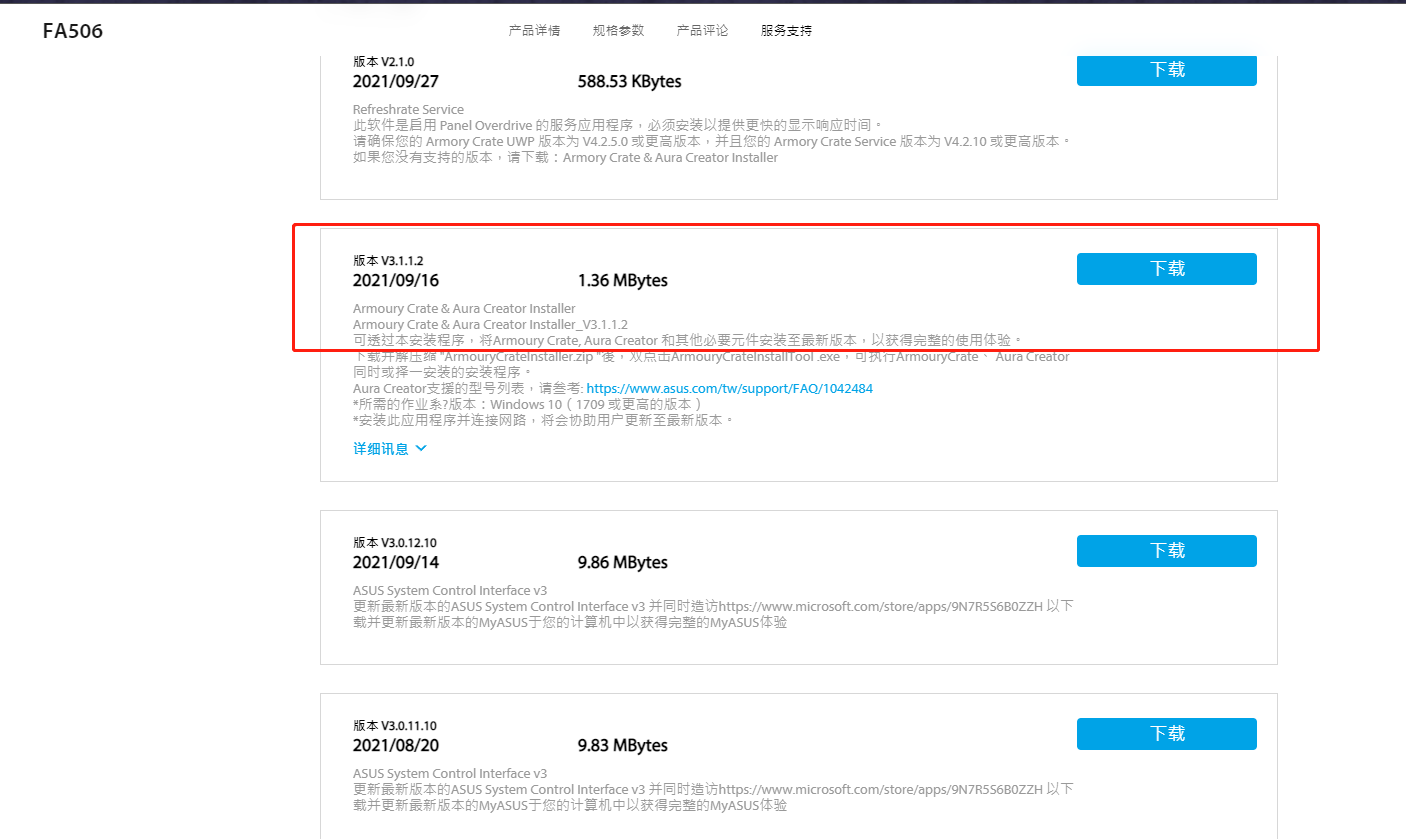 FA506
产品详情 规格参数 产品评论 服务支持
版本 V2.1.0
2021/09/27 588.53 KBytes 下载
Refreshrate Service
此软件是启用 Panel Overdrive 的服务应用程序，必须安装以提供更快的显示响应时间。
请确保您的 Armory Crate UWP 版本为 V4.2.5.0 或更高版本，并且您的 Armory Crate Service 版本为 V4.2.10 或更高版本。
如果您没有支持的版本，请下载：Armory Crate & Aura Creator Installer
版本 V3.1.1.2
2021/09/16 1.36 MBytes 下载
Armoury Crate & Aura Creator Installer
Armoury Crate & Aura Creator Installer_V3.1.1.2
可透过本安装程序，将Armoury Crate, Aura Creator 和其他必要元件安装至最新版本，以获得完整的使用体验。
下载并解压缩 "ArmouryCrateInstaller.zip "後，双点击ArmouryCrateInstallTool .exe，可执行ArmouryCrate、 Aura Creator
同时或择一安装的安装程序。
Aura Creator支援的型号列表，请叁考: https://www.asus.com/tw/support/FAQ/1042484
*所需的作业系?版本：Windows 10（1709 或更高的版本）
*安装此应用程序并连接网路，将会协助用户更新至最新版本。
详细讯息
版本 V3.0.12.10
2021/09/14 9.86 MBytes 下载
ASUS System Control Interface v3
更新最新版本的ASUS System Control Interface v3 并同时造访https://www.microsoft.com/store/apps/9N7R5S6B0ZZH 以下
载并更新最新版本的MyASUS于您的计算机中以获得完整的MyASUS体验
版本 V3.0.11.10
2021/08/20 9.83 MBytes 下载
ASUS System Control Interface v3
更新最新版本的ASUS System Control Interface v3 并同时造访https://www.microsoft.com/store/apps/9N7R5S6B0ZZH 以下
载并更新最新版本的MyASUS于您的计算机中以获得完整的MyASUS体验